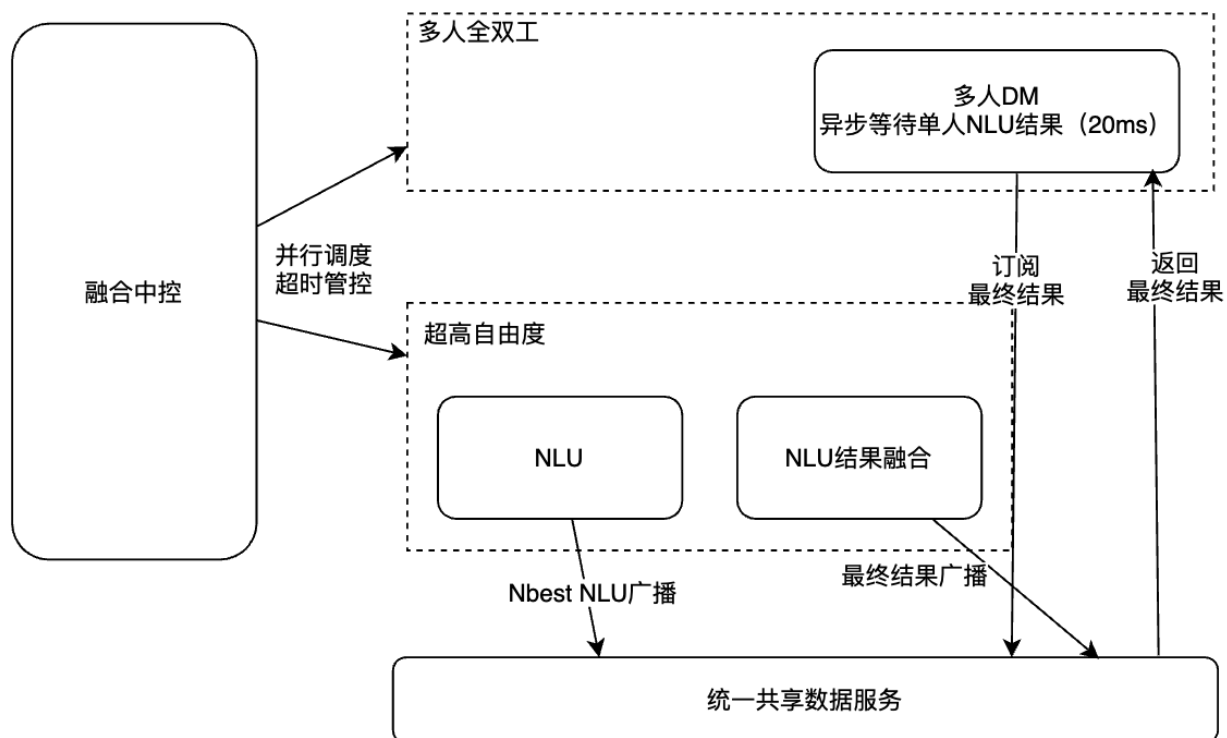 多人全双工
多人DM
异步等待单人NLU结果（20ms）
并行调度
超时管控
融合中控
订阅
最终结果
返回
最终结果
超高自由度
NLU
NLU结果融合
Nbest NLU广播
最终结果广播
统一共享数据服务